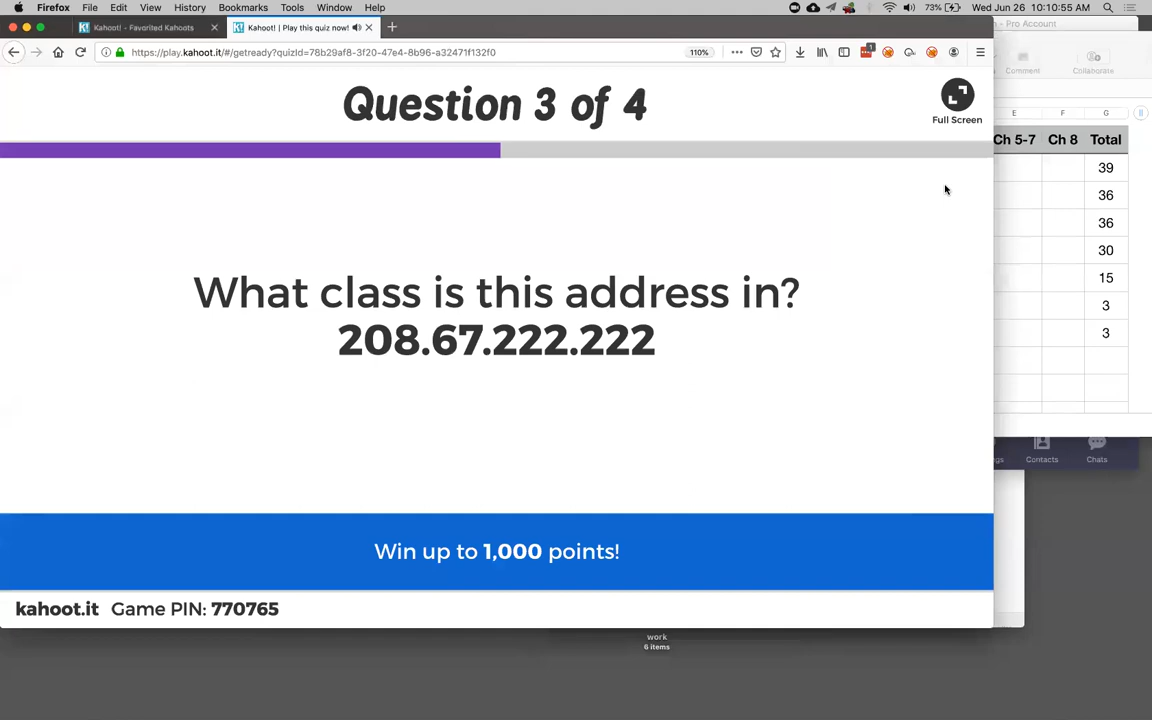 Firefox File Edit View History Bookmarks Tools Window Help 73% Wed Jun 26 10:10:55 AM
Kahoot! - Favorited Kahoots
Kahoot! | Play this quiz now!
- Pro Account
https://play.kahoot.it/#/getready?quizId=78b29af8-3f20-47e4-8b96-a32471f132f0
110%
Comment
Collaborate
Question 3 of 4
Full Screen
E F G
Ch 5-7 Ch 8 Total
39
36
36
30
15
3
3
What class is this address in?
208.67.222.222
Contacts
Chats
Win up to 1,000 points!
kahoot.it Game PIN: 770765
work
6 items